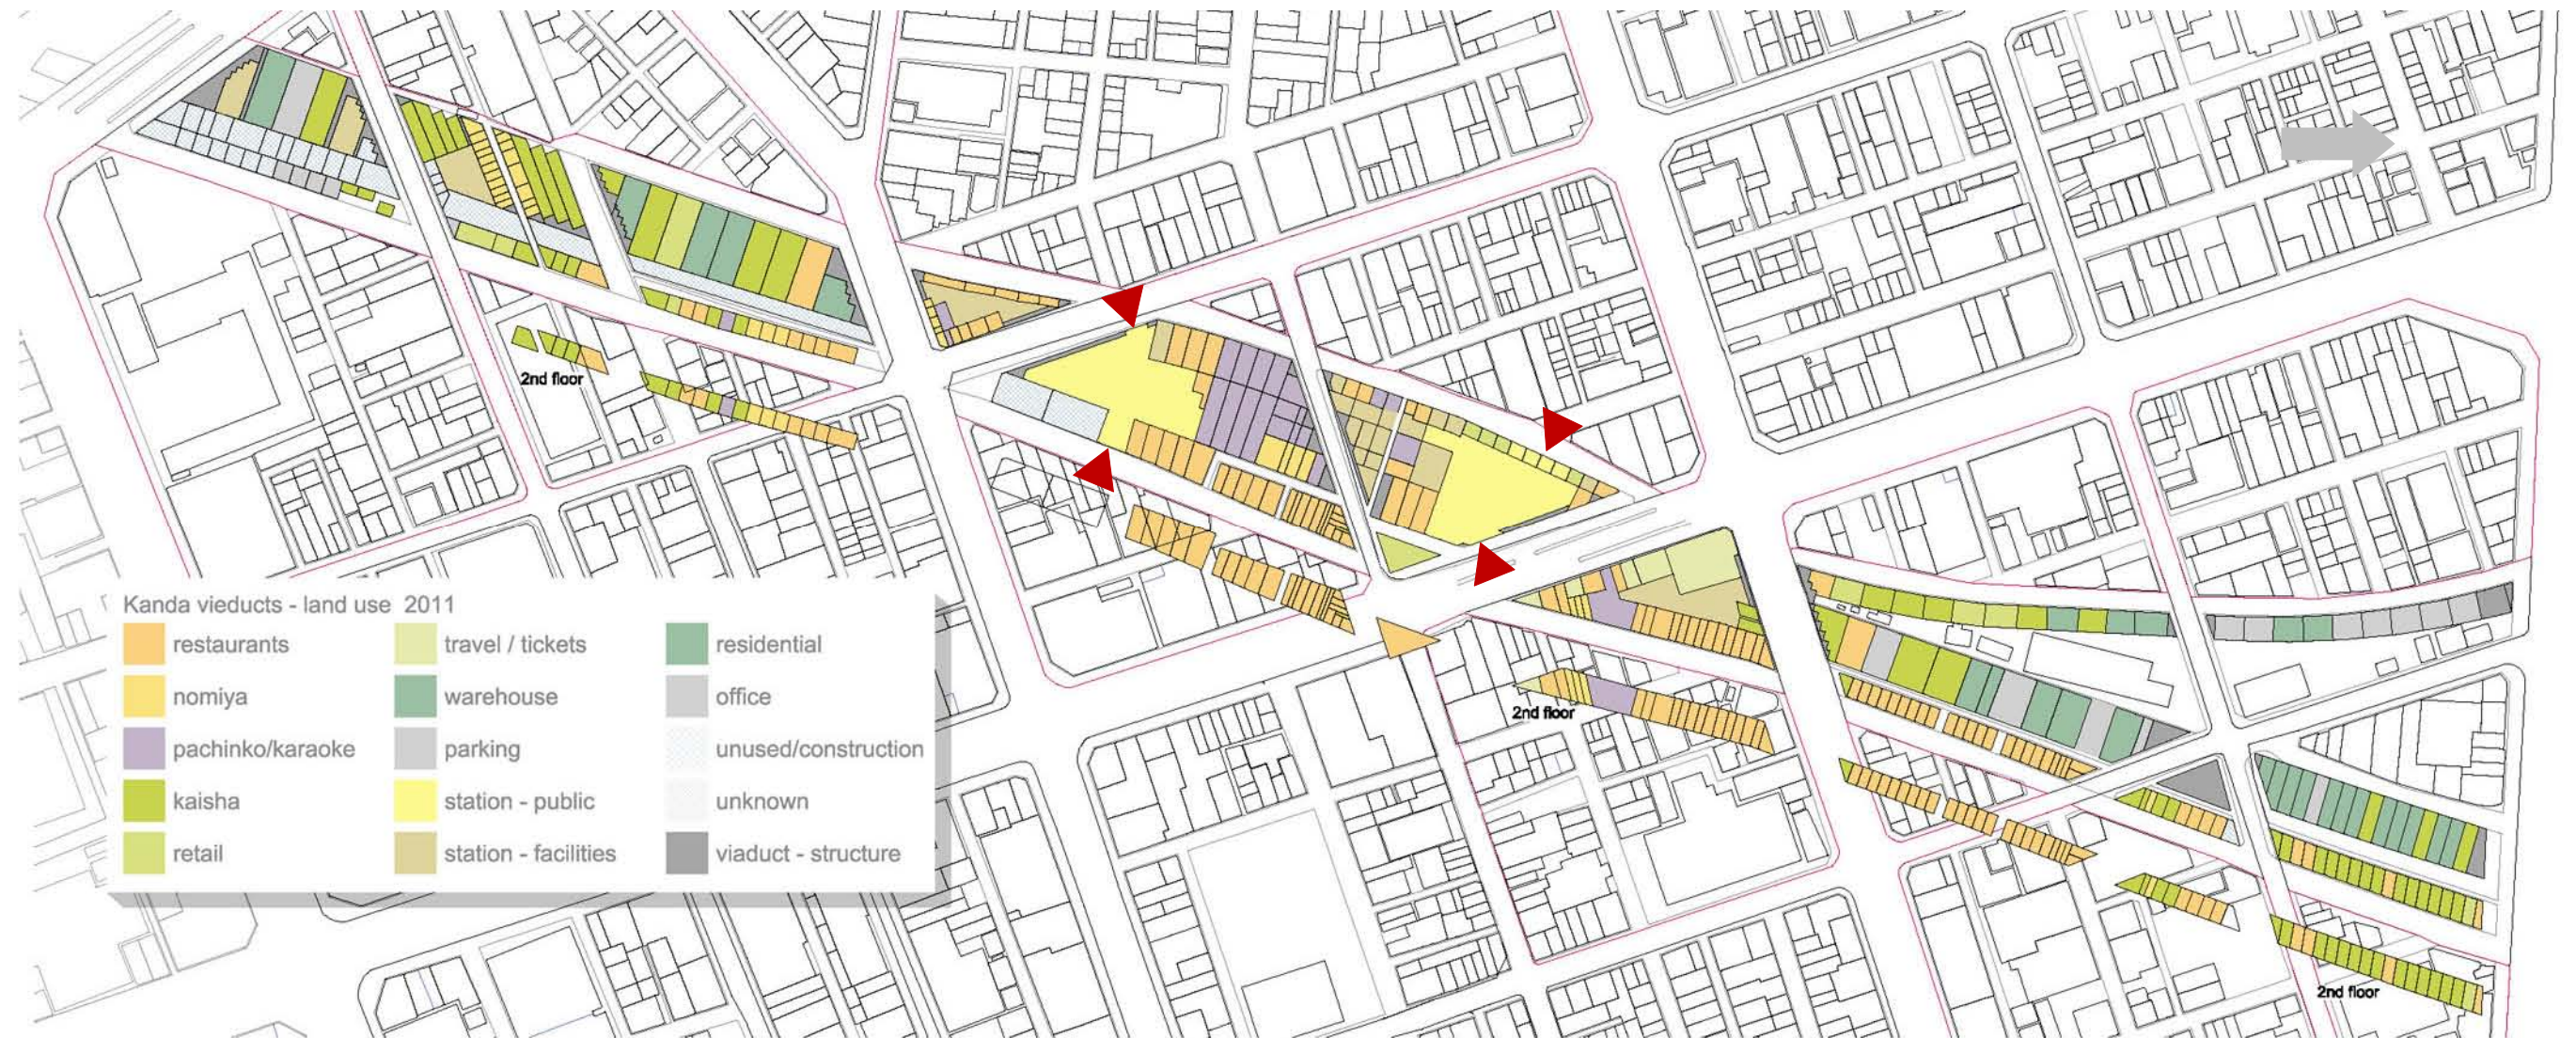 2nd floor
Kanda vieducts - land use 2011
restaurants
nomiya
pachinko/karaoke
kaisha
retail
travel / tickets
warehouse
parking
station - public
station - facilities
residential
office
unused/construction
unknown
viaduct - structure
2nd floor
2nd floor